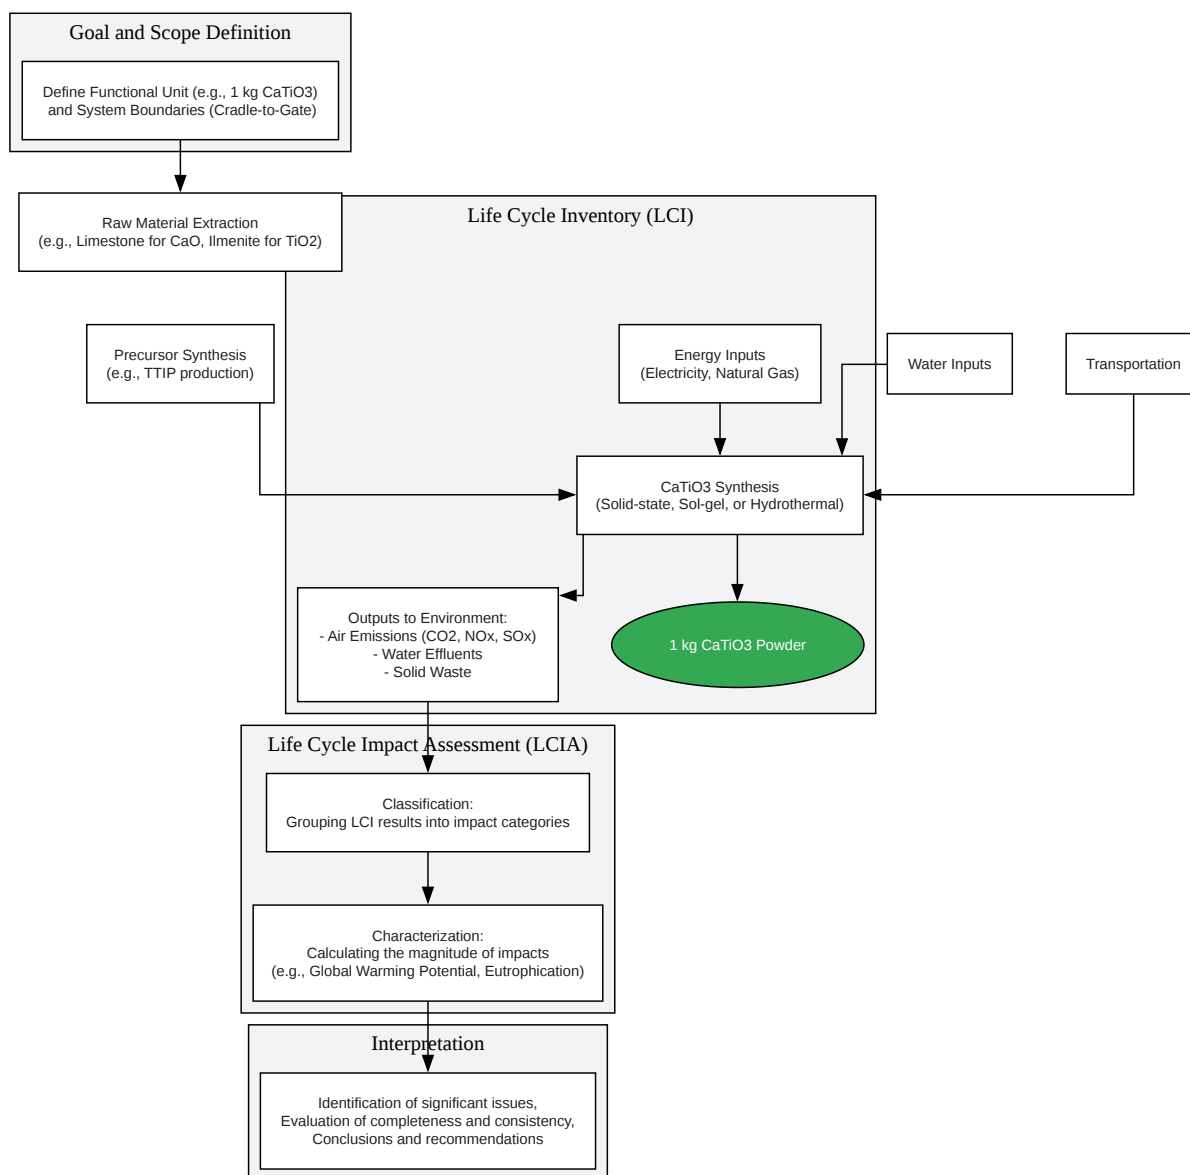 Goal and Scope Definition
Define Functional Unit (e.g., 1 kg CaTiO3)
and System Boundaries (Cradle-to-Gate)
Raw Material Extraction
(e.g., Limestone for CaO, Ilmenite for TiO2)
Life Cycle Inventory (LCI)
Precursor Synthesis
(e.g., TTIP production)
Energy Inputs
(Electricity, Natural Gas)
Water Inputs
Transportation
CaTiO3 Synthesis
(Solid-state, Sol-gel, or Hydrothermal)
Outputs to Environment:
- Air Emissions (CO2, NOx, SOx)
- Water Effluents
- Solid Waste
1 kg CaTiO3 Powder
Life Cycle Impact Assessment (LCIA)
Classification:
Grouping LCI results into impact categories
Characterization:
Calculating the magnitude of impacts
(e.g., Global Warming Potential, Eutrophication)
Interpretation
Identification of significant issues,
Evaluation of completeness and consistency,
Conclusions and recommendations